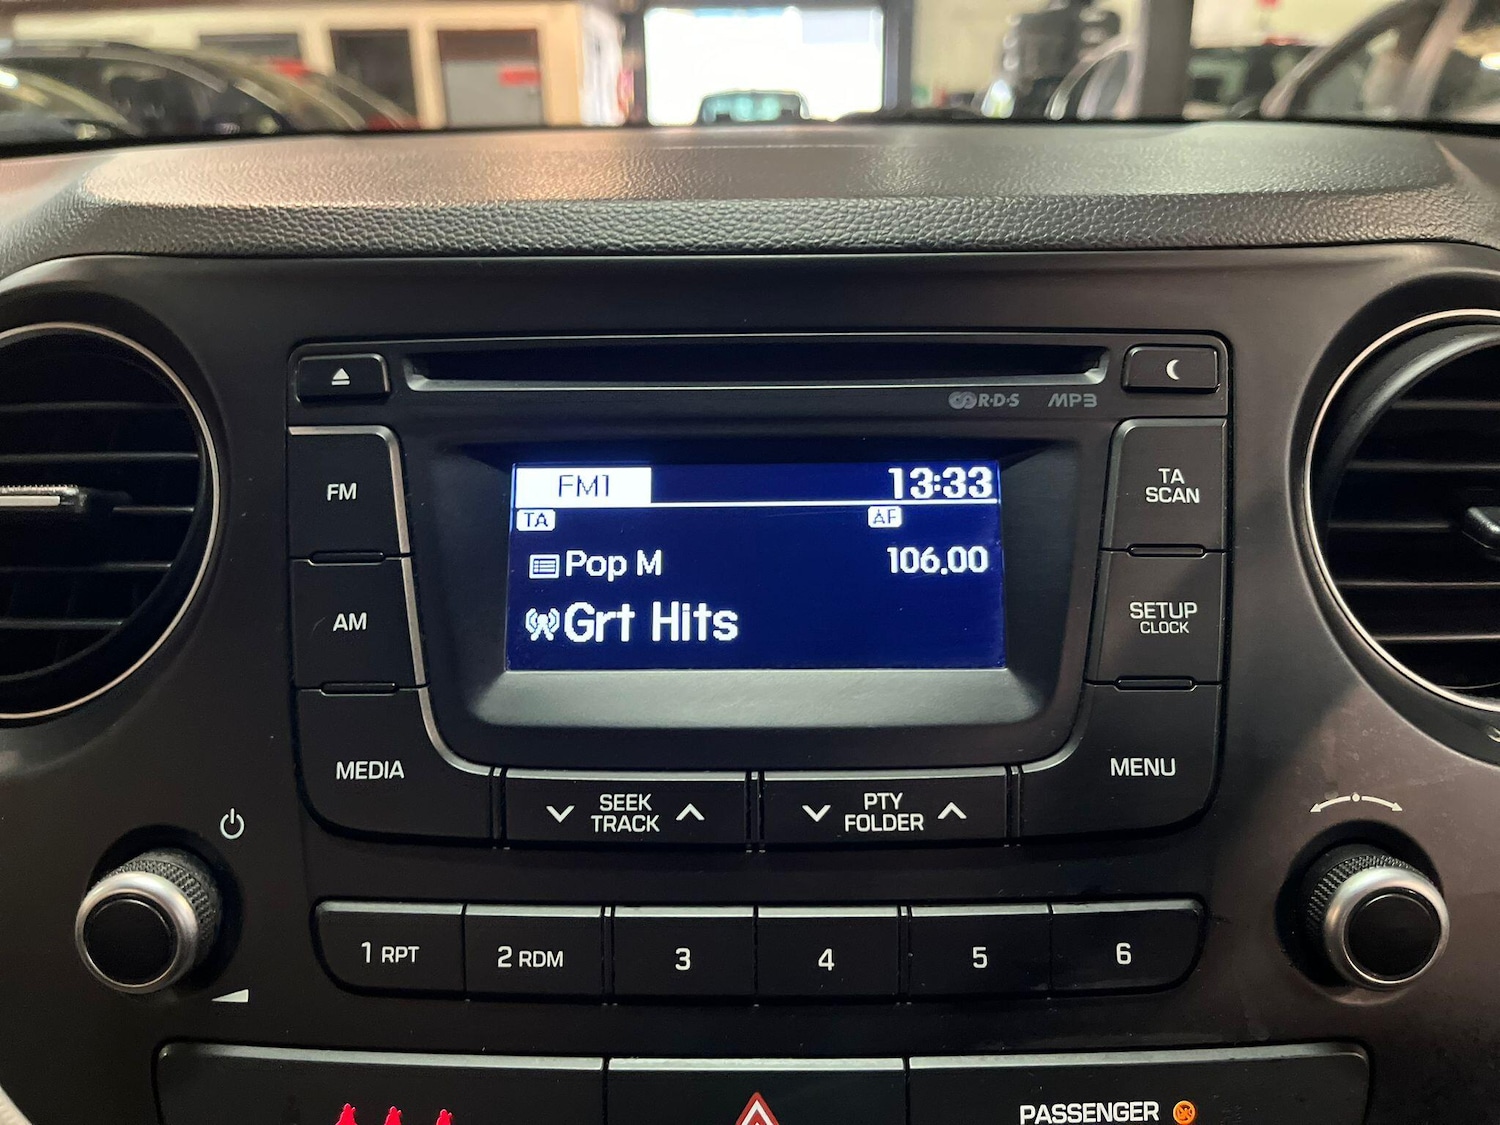 R·D·S MP3
FM
FM1 13:33
TA AF
Pop M 106.00
Grt Hits
TA
SCAN
AM
SETUP
CLOCK
MEDIA
MENU
SEEK
TRACK
PTY
FOLDER
1 RPT
2 RDM
3
4
5
6
PASSENGER